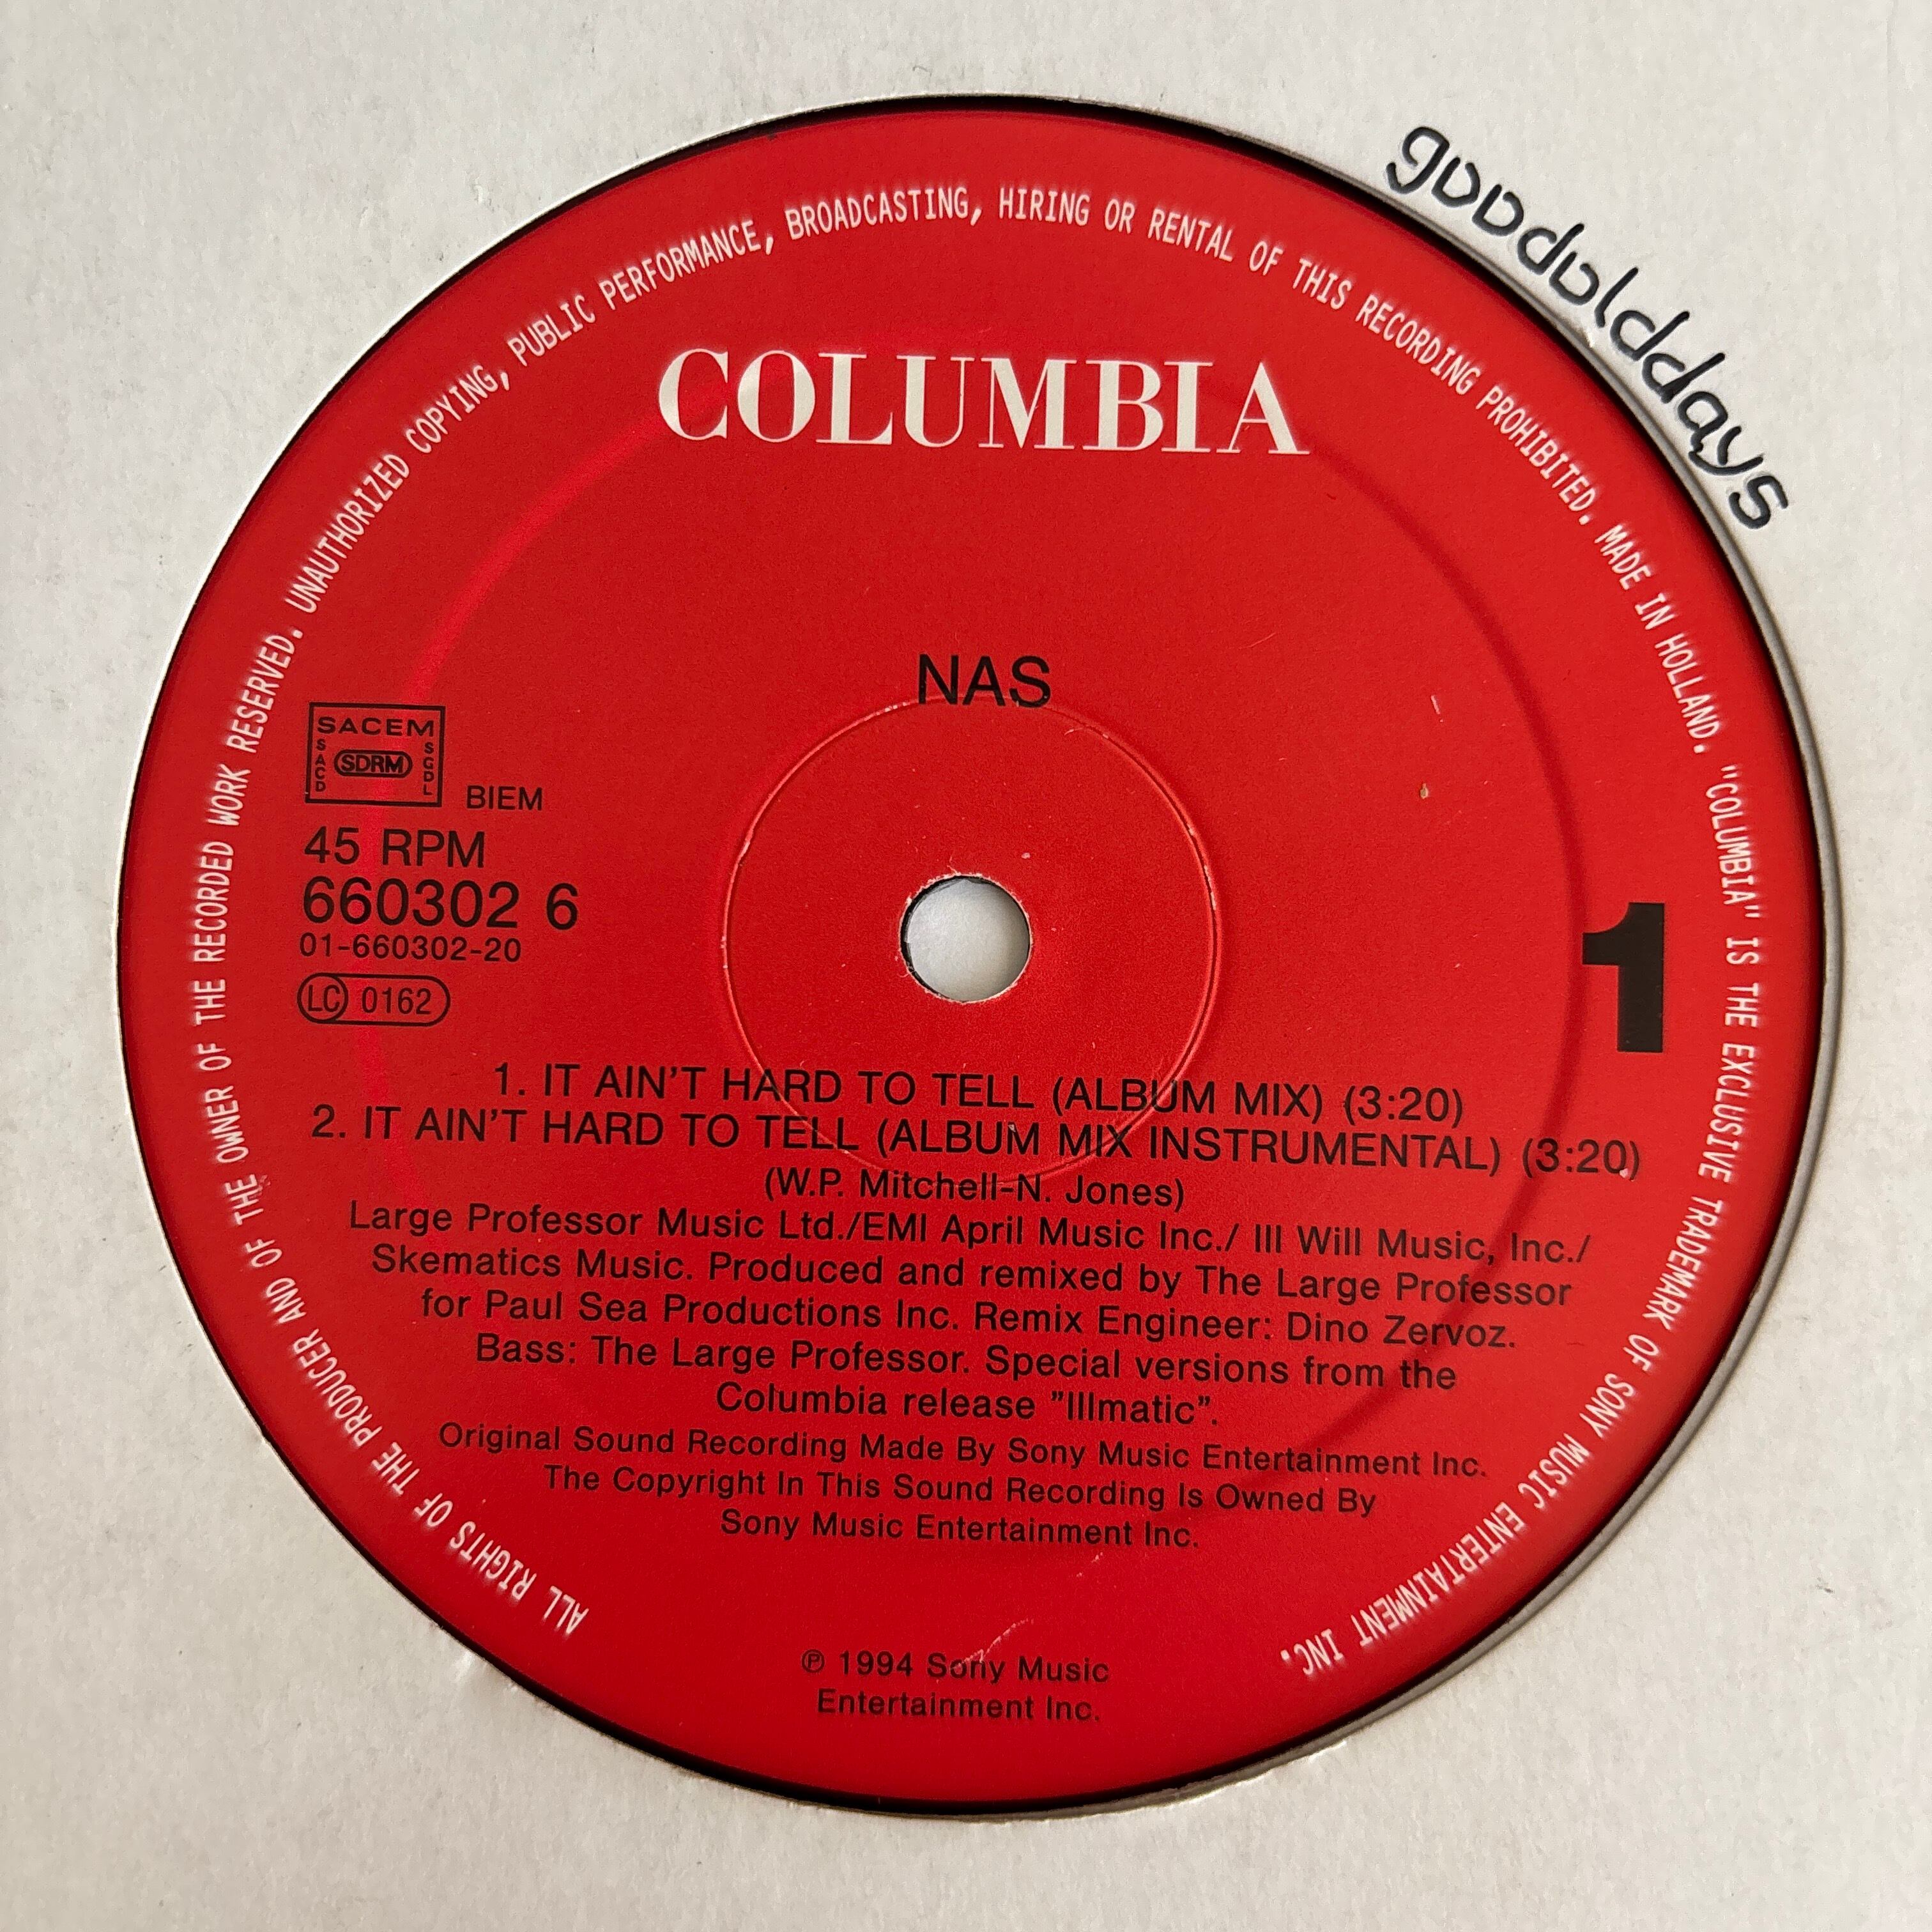 goodolddays
ALL RIGHTS OF THE PRODUCER AND OF THE OWNER OF THE RECORDED WORK RESERVED. UNAUTHORIZED COPYING, PUBLIC PERFORMANCE, BROADCASTING, HIRING OR RENTAL OF THIS RECORDING PROHIBITED. MADE IN HOLLAND. "COLUMBIA" IS THE EXCLUSIVE TRADEMARK OF SONY MUSIC ENTERTAINMENT INC.
COLUMBIA
NAS
SACEM
SACD
SDRM
SGDL
BIEM
45 RPM
660302 6
01-660302-20
LC 0162
1
1. IT AIN'T HARD TO TELL (ALBUM MIX) (3:20)
2. IT AIN'T HARD TO TELL (ALBUM MIX INSTRUMENTAL) (3:20)
(W.P. Mitchell-N. Jones)
Large Professor Music Ltd./EMI April Music Inc./ Ill Will Music, Inc./
Skematics Music. Produced and remixed by The Large Professor
for Paul Sea Productions Inc. Remix Engineer: Dino Zervoz.
Bass: The Large Professor. Special versions from the
Columbia release "Illmatic".
Original Sound Recording Made By Sony Music Entertainment Inc.
The Copyright In This Sound Recording Is Owned By
Sony Music Entertainment Inc.
℗ 1994 Sony Music
Entertainment Inc.